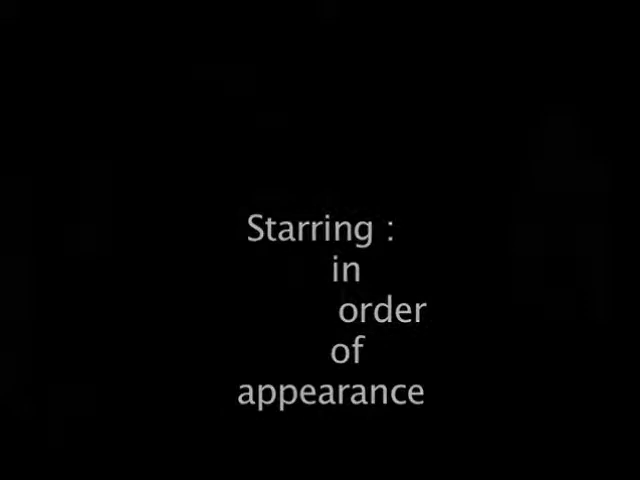 Starring :
in
order
of
appearance